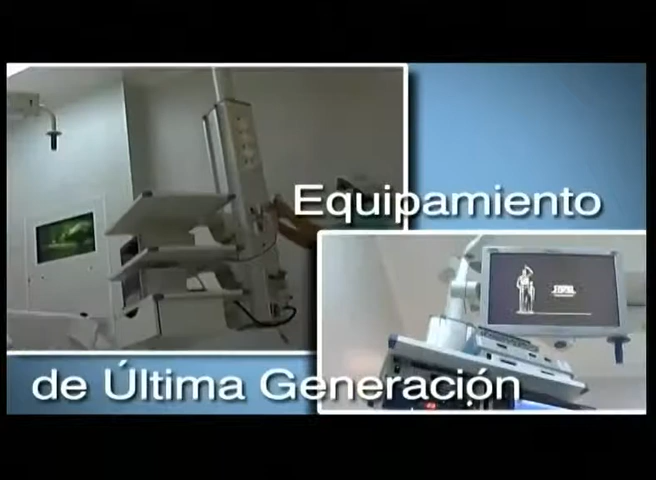 Equipamiento
de Última Generación